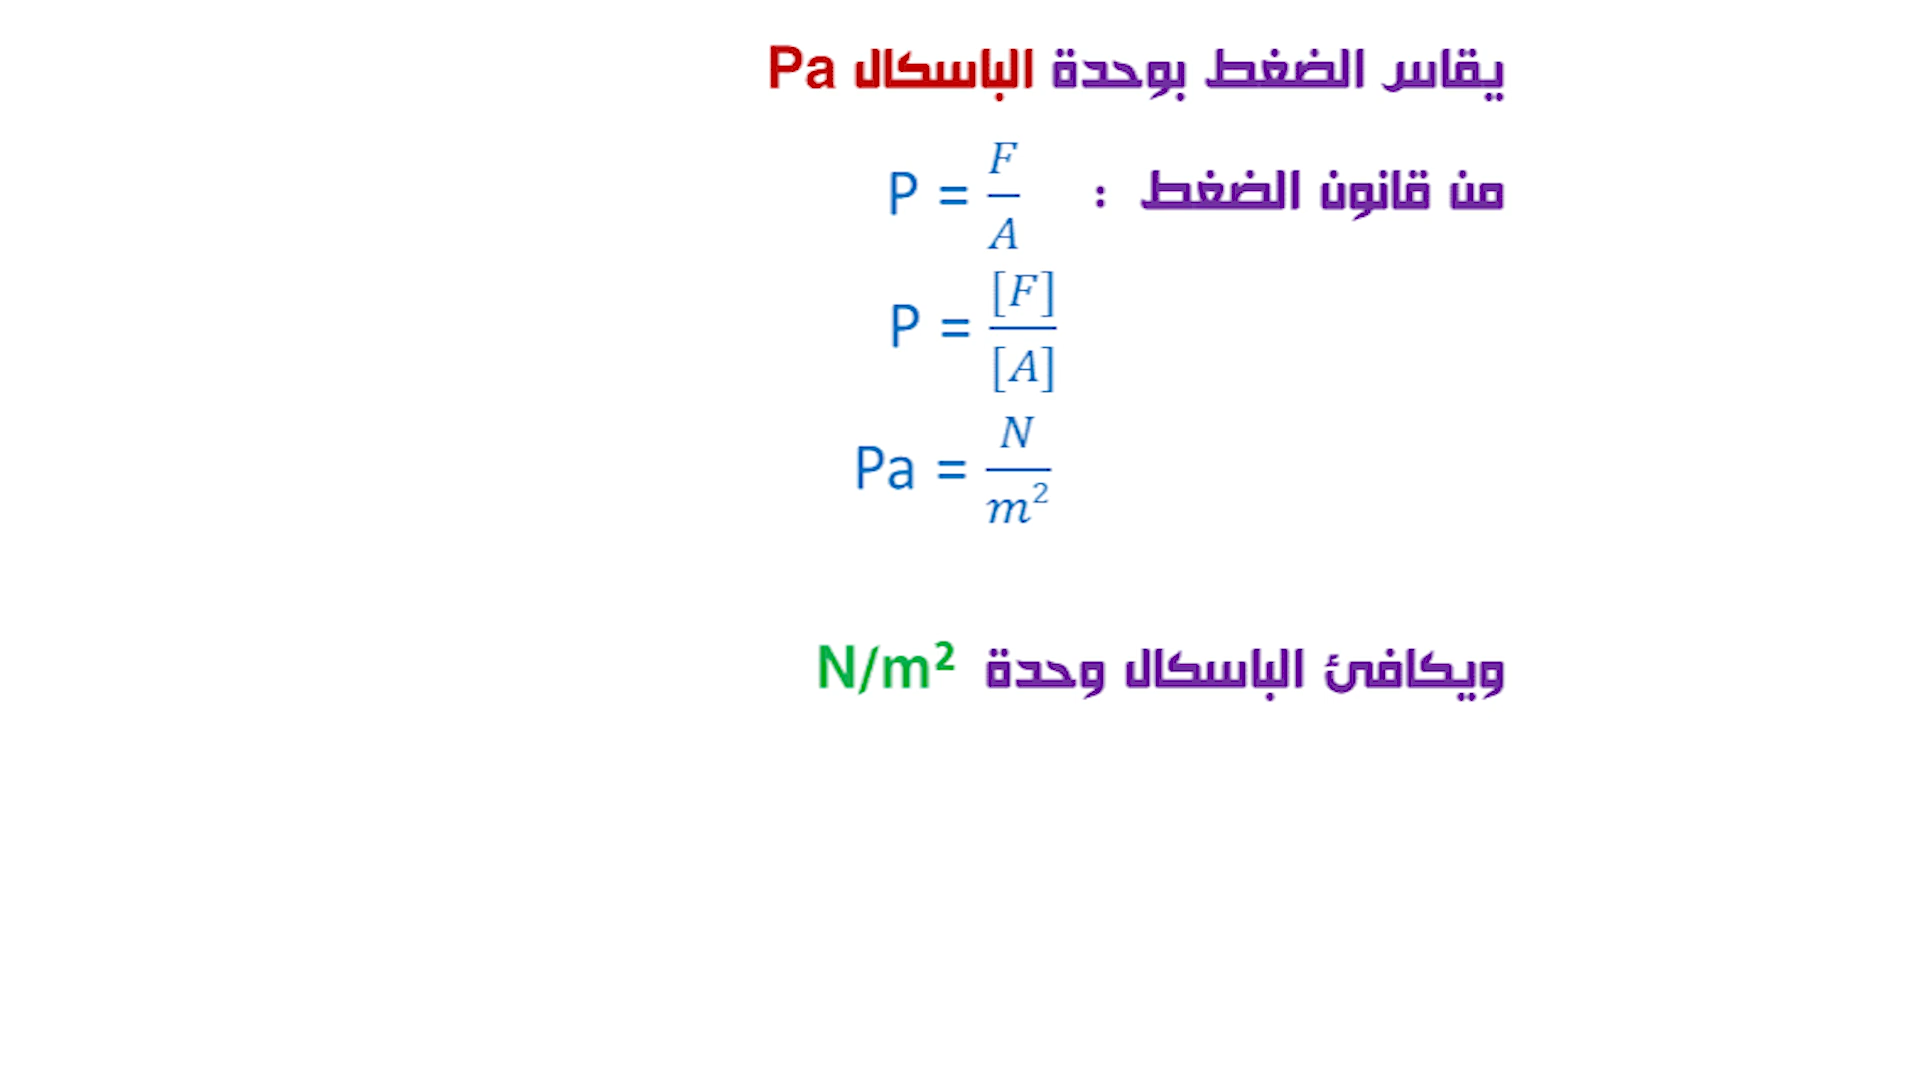 يقاس الضغط بوحدة الباسكال Pa
من قانون الضغط : P = F/A
P = [F]/[A]
Pa = N/m²
ويكافئ الباسكال وحدة N/m²